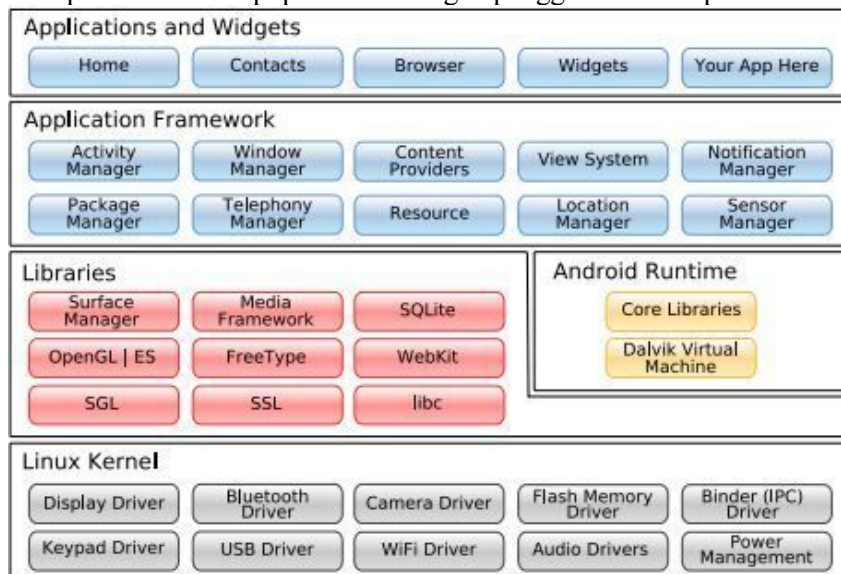 Applications and Widgets
Home
Contacts
Browser
Widgets
Your App Here
Application Framework
Activity
Manager
Window
Manager
Content
Providers
View System
Notification
Manager
Package
Manager
Telephony
Manager
Resource
Location
Manager
Sensor
Manager
Libraries
Surface
Manager
Media
Framework
SQLite
OpenGL | ES
FreeType
WebKit
SGL
SSL
libc
Android Runtime
Core Libraries
Dalvik Virtual
Machine
Linux Kernel
Display Driver
Bluetooth
Driver
Camera Driver
Flash Memory
Driver
Binder (IPC)
Driver
Keypad Driver
USB Driver
WiFi Driver
Audio Drivers
Power
Management